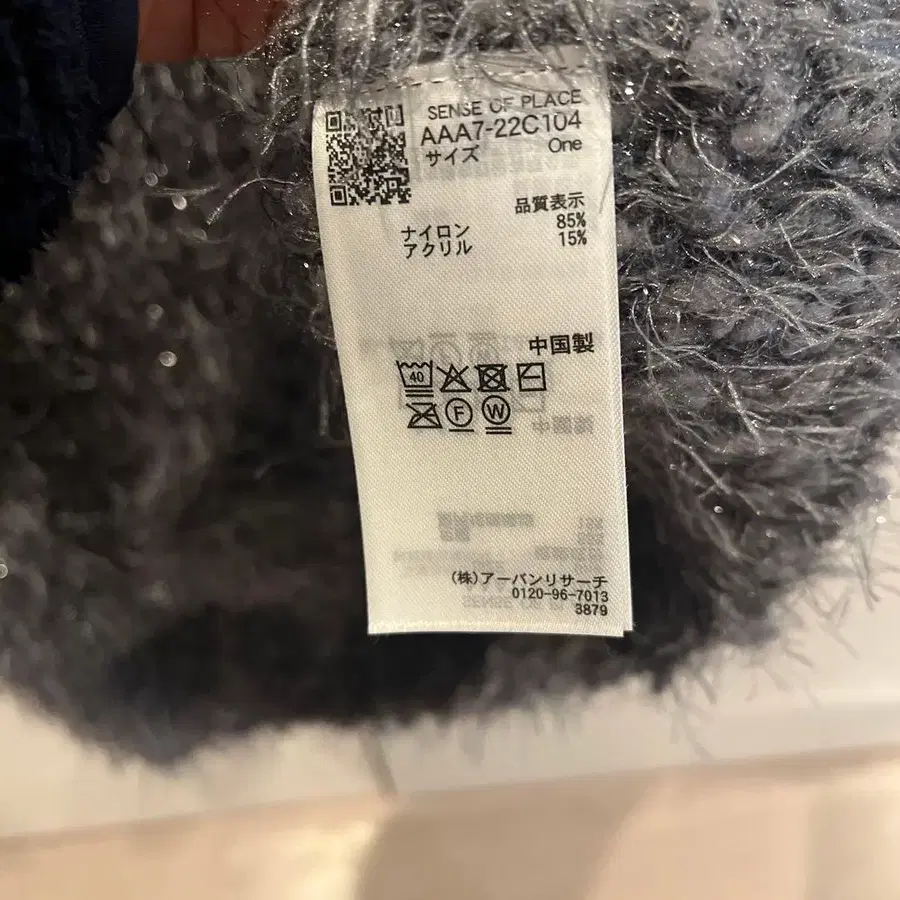 SENSE OF PLACE
AAA7-22C104
サイズ One
品質表示
ナイロン 85%
アクリル 15%
中国製
40
F W
(株)アーバンリサーチ
0120-96-7013
3879